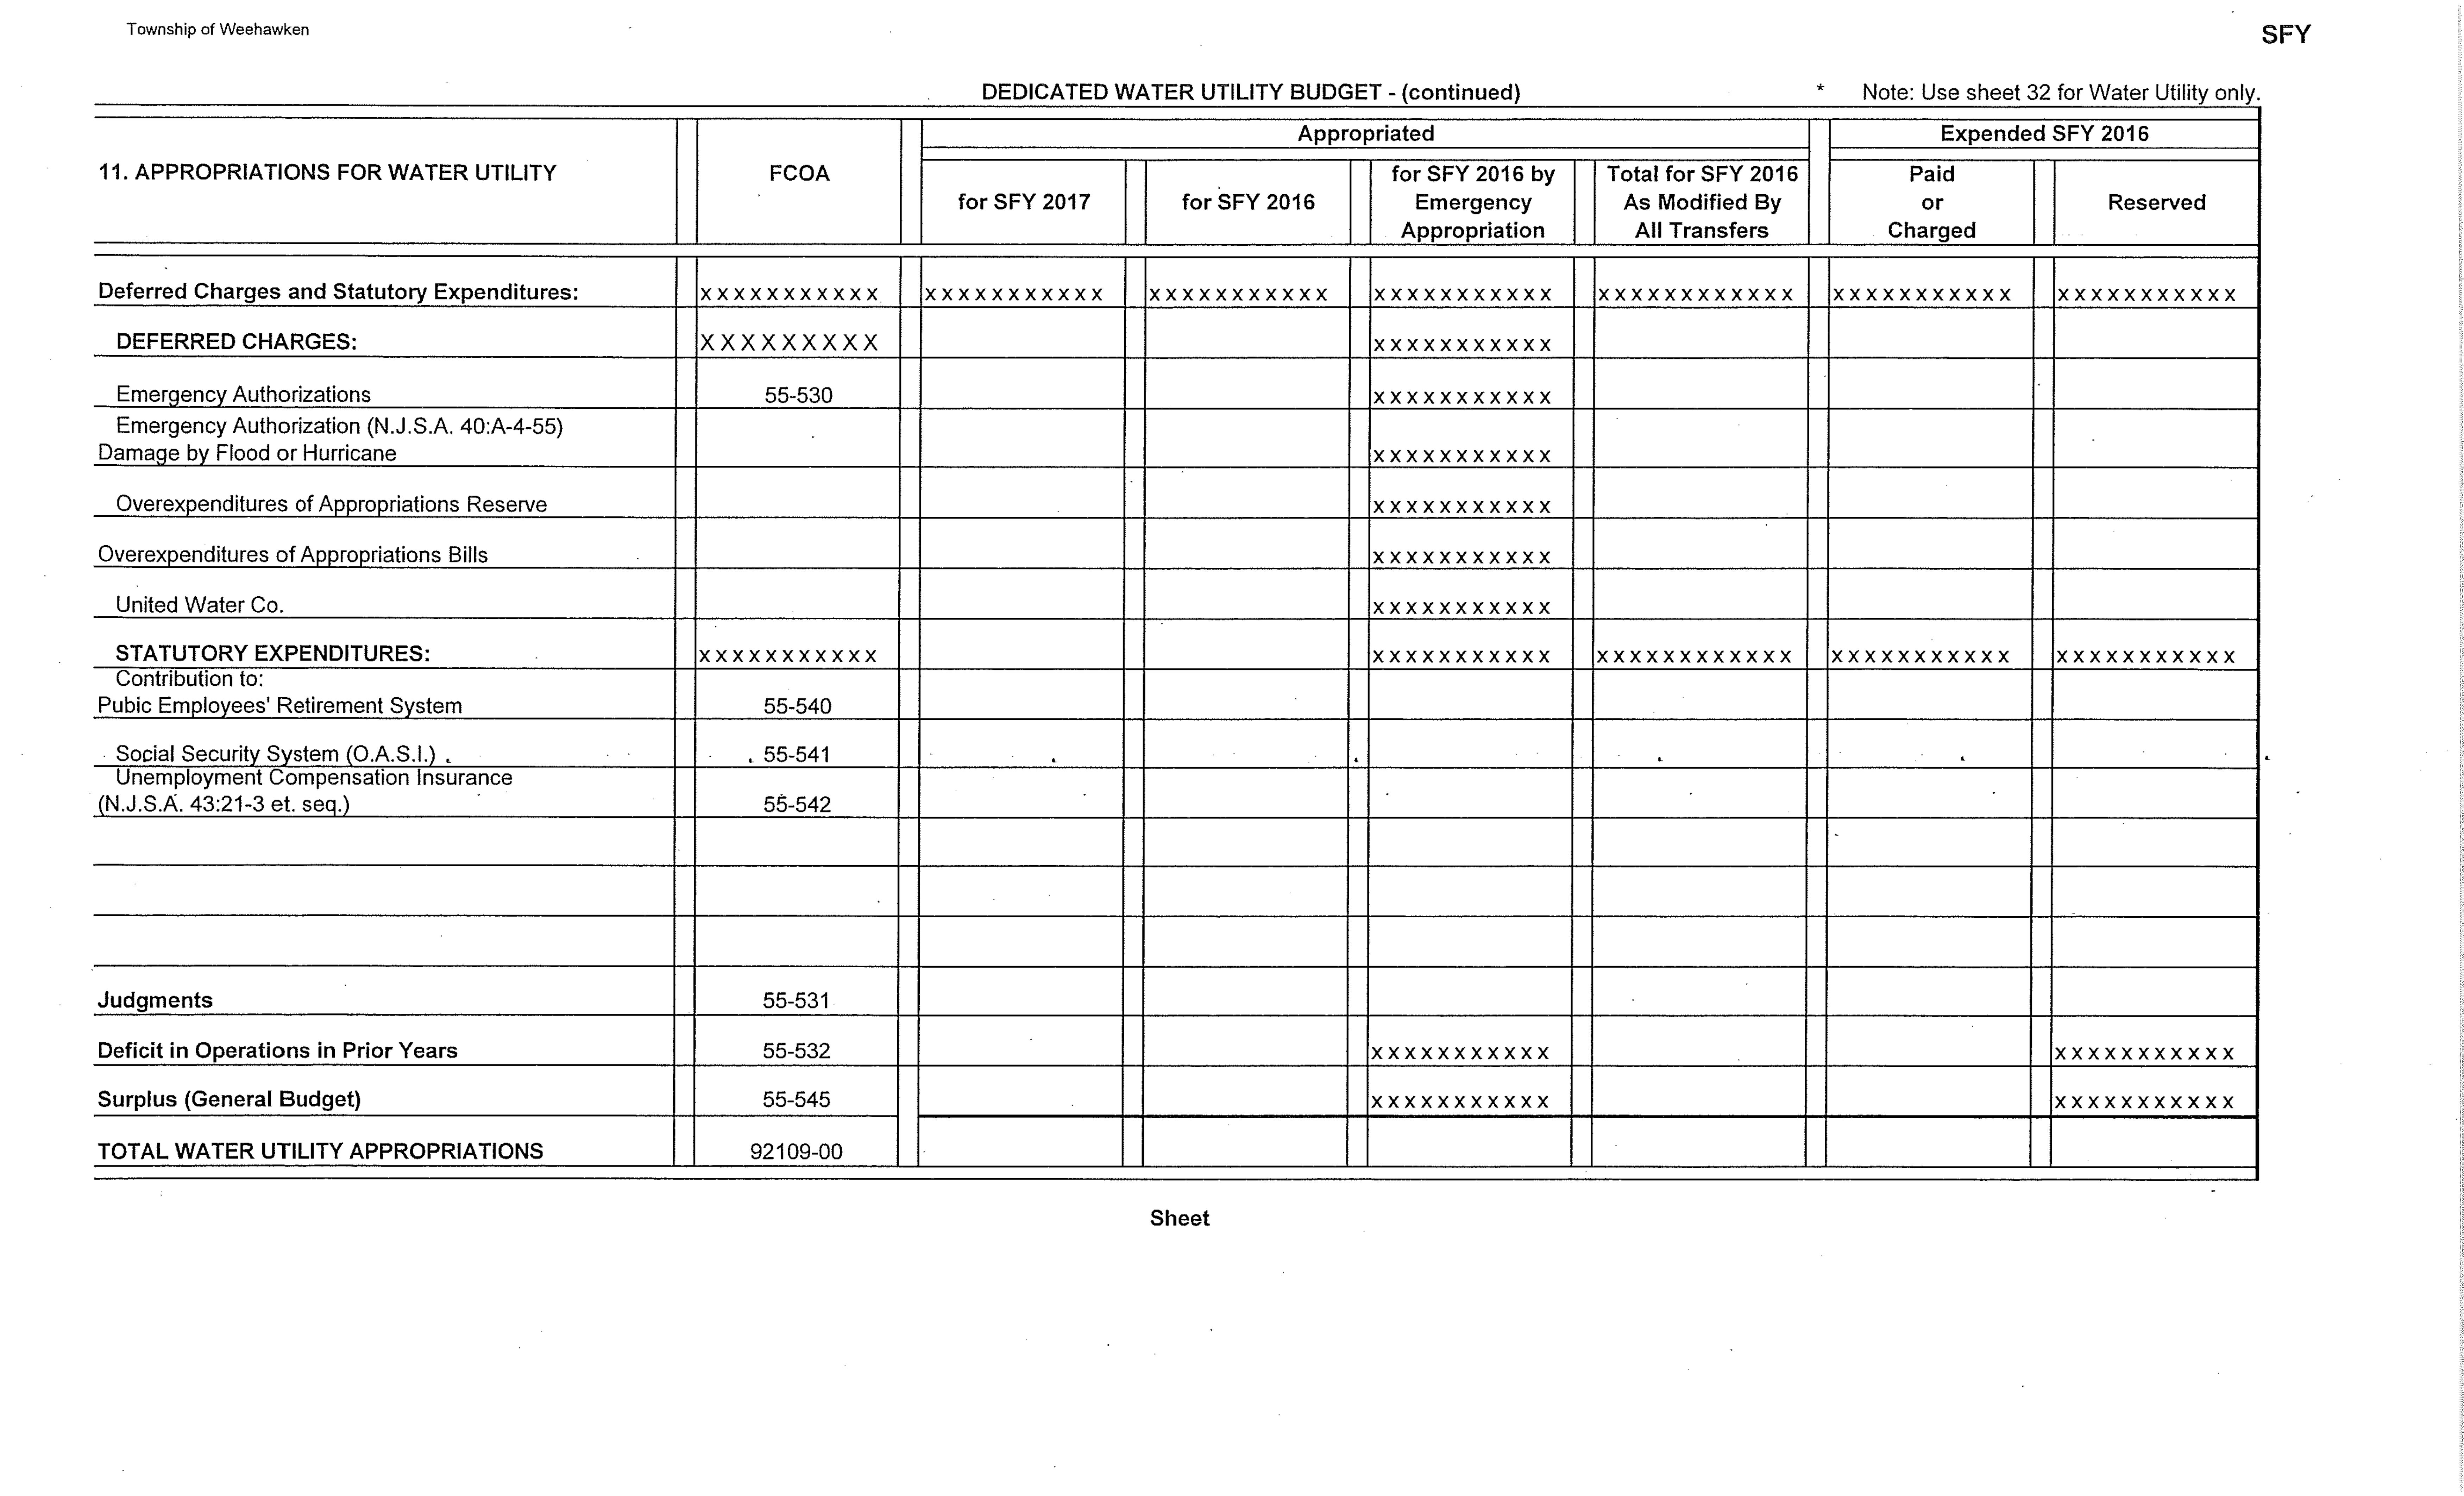 Township of Weehawken
SFY
DEDICATED WATER UTILITY BUDGET - (continued)
* Note: Use sheet 32 for Water Utility only.
Appropriated
Expended SFY 2016
11. APPROPRIATIONS FOR WATER UTILITY
FCOA
for SFY 2017
for SFY 2016
for SFY 2016 by
Emergency
Appropriation
Total for SFY 2016
As Modified By
All Transfers
Paid
or
Charged
Reserved
Deferred Charges and Statutory Expenditures: xxxxxxxxxxx xxxxxxxxxxx xxxxxxxxxxx xxxxxxxxxxx xxxxxxxxxxxx xxxxxxxxxxx xxxxxxxxxxx
DEFERRED CHARGES: XXXXXXXXX xxxxxxxxxxx
Emergency Authorizations 55-530 xxxxxxxxxxx
Emergency Authorization (N.J.S.A. 40:A-4-55)
Damage by Flood or Hurricane xxxxxxxxxxx
Overexpenditures of Appropriations Reserve xxxxxxxxxxx
Overexpenditures of Appropriations Bills xxxxxxxxxxx
United Water Co. xxxxxxxxxxx
STATUTORY EXPENDITURES: xxxxxxxxxxx xxxxxxxxxxx xxxxxxxxxxxx xxxxxxxxxxx xxxxxxxxxxx
Contribution to:
Pubic Employees' Retirement System 55-540
Social Security System (O.A.S.I.) 55-541
Unemployment Compensation Insurance
(N.J.S.A. 43:21-3 et. seq.) 55-542
Judgments 55-531
Deficit in Operations in Prior Years 55-532 xxxxxxxxxxx xxxxxxxxxxx
Surplus (General Budget) 55-545 xxxxxxxxxxx xxxxxxxxxxx
TOTAL WATER UTILITY APPROPRIATIONS 92109-00
Sheet